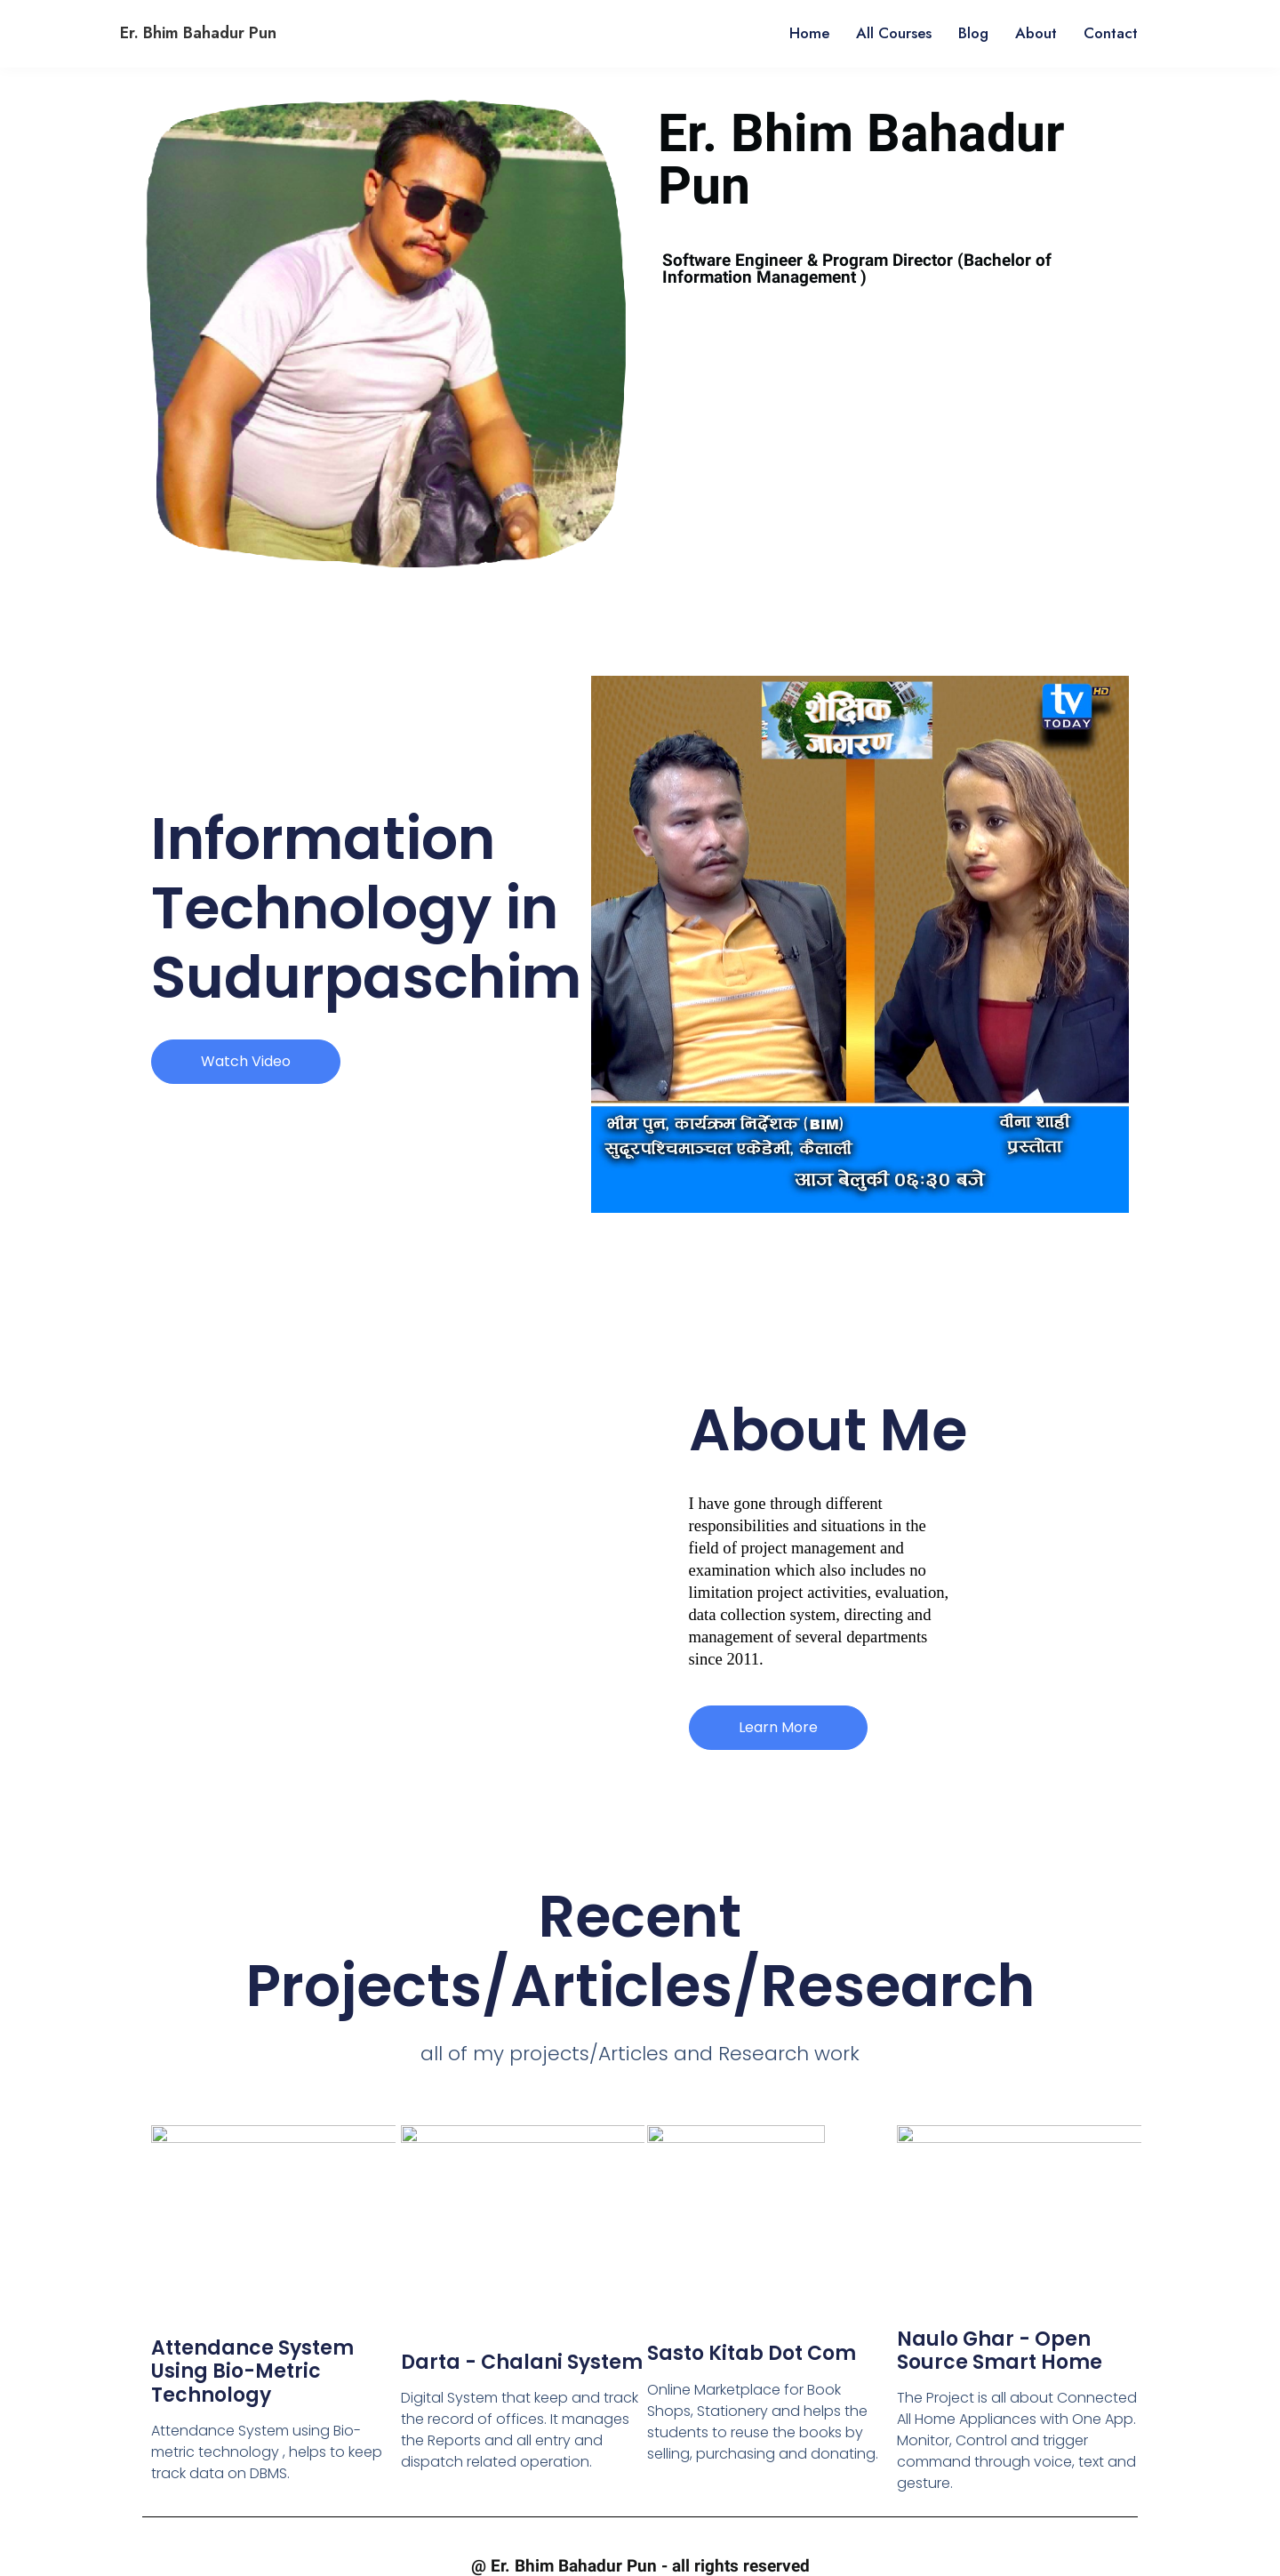 Er. Bhim Bahadur Pun
Home All Courses Blog About Contact
Er. Bhim Bahadur
Pun
Software Engineer & Program Director (Bachelor of
Information Management )
Information
Technology in
Sudurpaschim
Watch Video
शैक्षिक
जागरण
tv HD
TODAY
भीम पुन, कार्यक्रम निर्देशक (BIM)
सुदूरपश्चिमाञ्चल एकेडेमी, कैलाली
वीना शाही
प्रस्तोता
आज बेलुकी ०६:३० बजे
About Me
I have gone through different
responsibilities and situations in the
field of project management and
examination which also includes no
limitation project activities, evaluation,
data collection system, directing and
management of several departments
since 2011.
Learn More
Recent
Projects/Articles/Research
all of my projects/Articles and Research work
Attendance System
Using Bio-Metric
Technology
Attendance System using Bio-
metric technology , helps to keep
track data on DBMS.
Darta - Chalani System
Digital System that keep and track
the record of offices. It manages
the Reports and all entry and
dispatch related operation.
Sasto Kitab Dot Com
Online Marketplace for Book
Shops, Stationery and helps the
students to reuse the books by
selling, purchasing and donating.
Naulo Ghar - Open
Source Smart Home
The Project is all about Connected
All Home Appliances with One App.
Monitor, Control and trigger
command through voice, text and
gesture.
@ Er. Bhim Bahadur Pun - all rights reserved